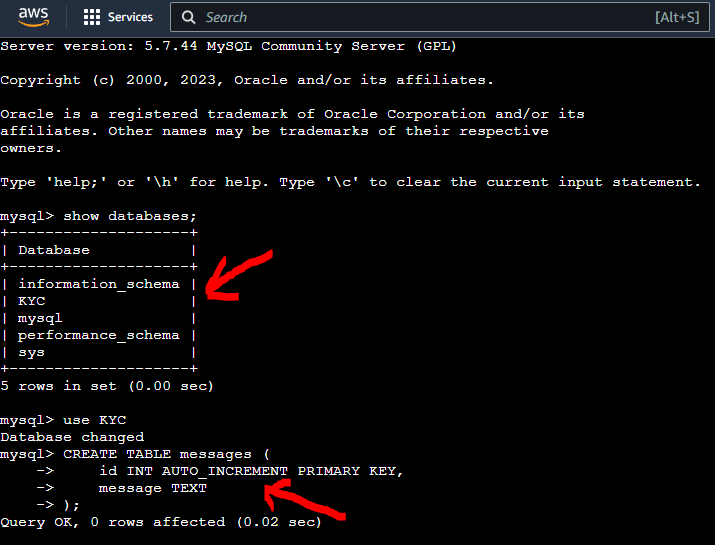 aws
Services
Search
[Alt+S]
Server version: 5.7.44 MySQL Community Server (GPL)
Copyright (c) 2000, 2023, Oracle and/or its affiliates.
Oracle is a registered trademark of Oracle Corporation and/or its
affiliates. Other names may be trademarks of their respective
owners.
Type 'help;' or '\h' for help. Type '\c' to clear the current input statement.
mysql> show databases;
+--------------------+
| Database           |
+--------------------+
| information_schema |
| KYC                |
| mysql              |
| performance_schema |
| sys                |
+--------------------+
5 rows in set (0.00 sec)
mysql> use KYC
Database changed
mysql> CREATE TABLE messages (
    ->     id INT AUTO_INCREMENT PRIMARY KEY,
    ->     message TEXT
    -> );
Query OK, 0 rows affected (0.02 sec)